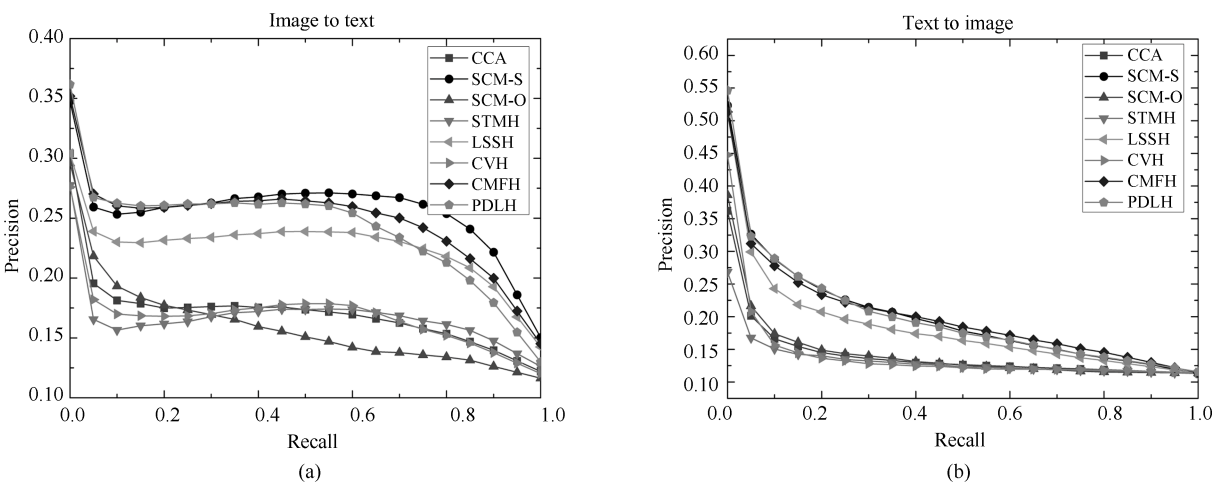 Image to text
0.40
0.35
0.30
0.25
0.20
0.15
0.10
Precision
0.0 0.2 0.4 0.6 0.8 1.0
Recall
CCA
SCM-S
SCM-O
STMH
LSSH
CVH
CMFH
PDLH
(a)
Text to image
0.60
0.55
0.50
0.45
0.40
0.35
0.30
0.25
0.20
0.15
0.10
Precision
0.0 0.2 0.4 0.6 0.8 1.0
Recall
CCA
SCM-S
SCM-O
STMH
LSSH
CVH
CMFH
PDLH
(b)